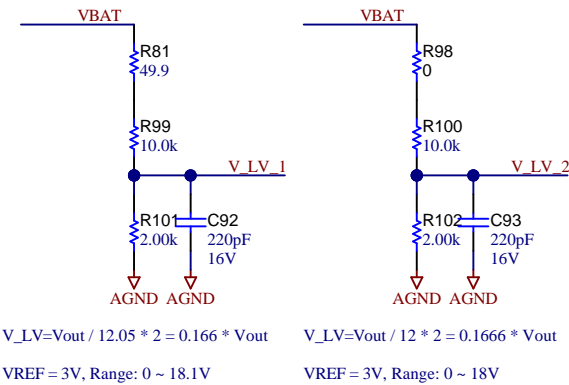 VBAT
R81
49.9
R99
10.0k
V_LV_1
R101
2.00k
C92
220pF
16V
AGND AGND
V_LV=Vout / 12.05 * 2 = 0.166 * Vout
VREF = 3V, Range: 0 ~ 18.1V
VBAT
R98
0
R100
10.0k
V_LV_2
R102
2.00k
C93
220pF
16V
AGND AGND
V_LV=Vout / 12 * 2 = 0.1666 * Vout
VREF = 3V, Range: 0 ~ 18V